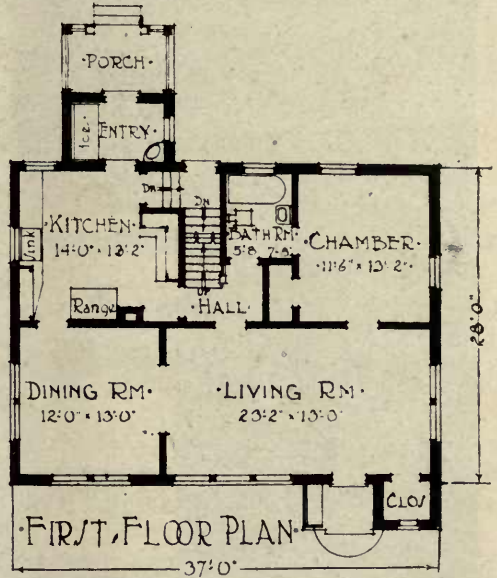 ·PORCH·
Ice.
ENTRY
Dn
Dn
·KITCHEN·
14'·0" × 13'·2"
Sink
BATH RM·
5'·8 7'·8"
·CHAMBER·
·11'6" × 13'·2"
Up
·HALL·
Range
28'·0"
·DINING RM·
12'·0" × 13'·0"
·LIVING RM·
23'·2" × 13'·0"
CLOS
·FIRST, FLOOR PLAN·
37'·0"